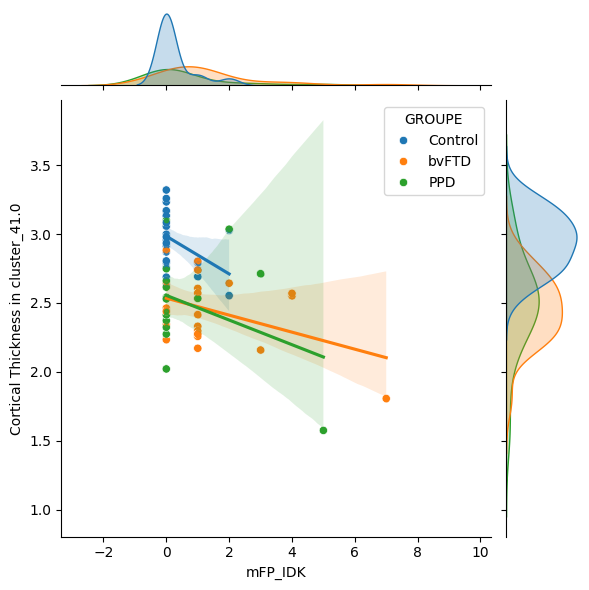 GROUPE
Control
bvFTD
PPD
3.5
3.0
2.5
2.0
1.5
1.0
Cortical Thickness in cluster_41.0
−2
0
2
4
6
8
10
mFP_IDK